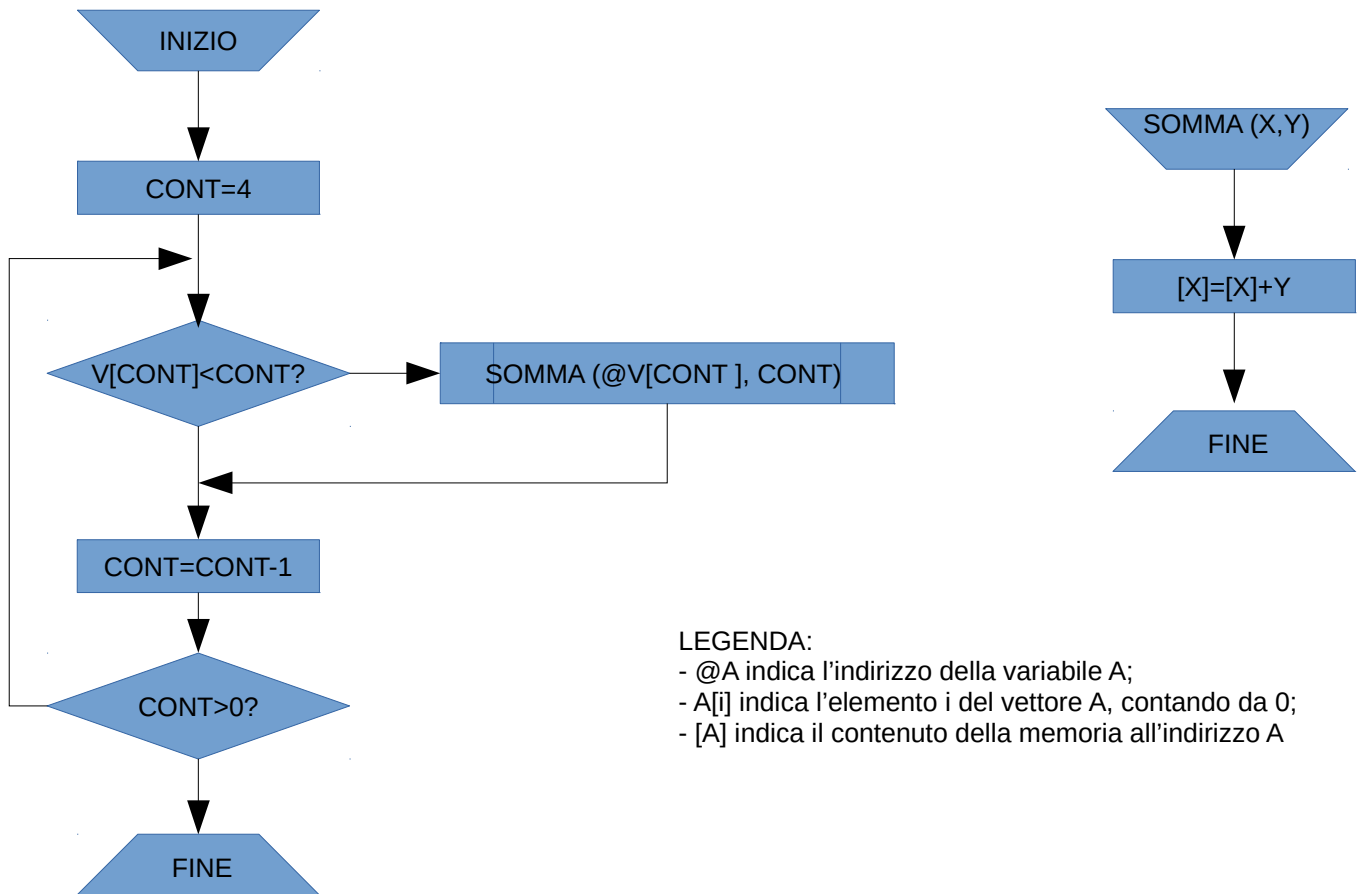 INIZIO
CONT=4
V[CONT]<CONT?
SOMMA (@V[CONT ], CONT)
CONT=CONT-1
CONT>0?
FINE
SOMMA (X,Y)
[X]=[X]+Y
FINE
LEGENDA:
- @A indica l’indirizzo della variabile A;
- A[i] indica l’elemento i del vettore A, contando da 0;
- [A] indica il contenuto della memoria all’indirizzo A